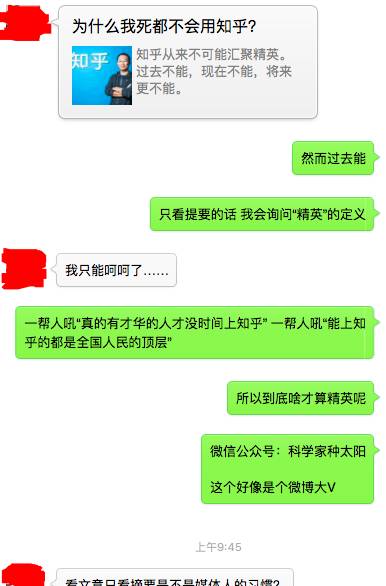 为什么我死都不会用知乎?
知乎
知乎从来不可能汇聚精英。
过去不能，现在不能，将来
更不能。
然而过去能
只看提要的话 我会询问“精英”的定义
我只能呵呵了......
一帮人吼“真的有才华的人才没时间上知乎” 一帮人吼“能上知
乎的都是全国人民的顶层”
所以到底啥才算精英呢
微信公众号：科学家种太阳
这个好像是个微博大V
上午9:45
看文章只看摘要是不是媒体人的习惯?